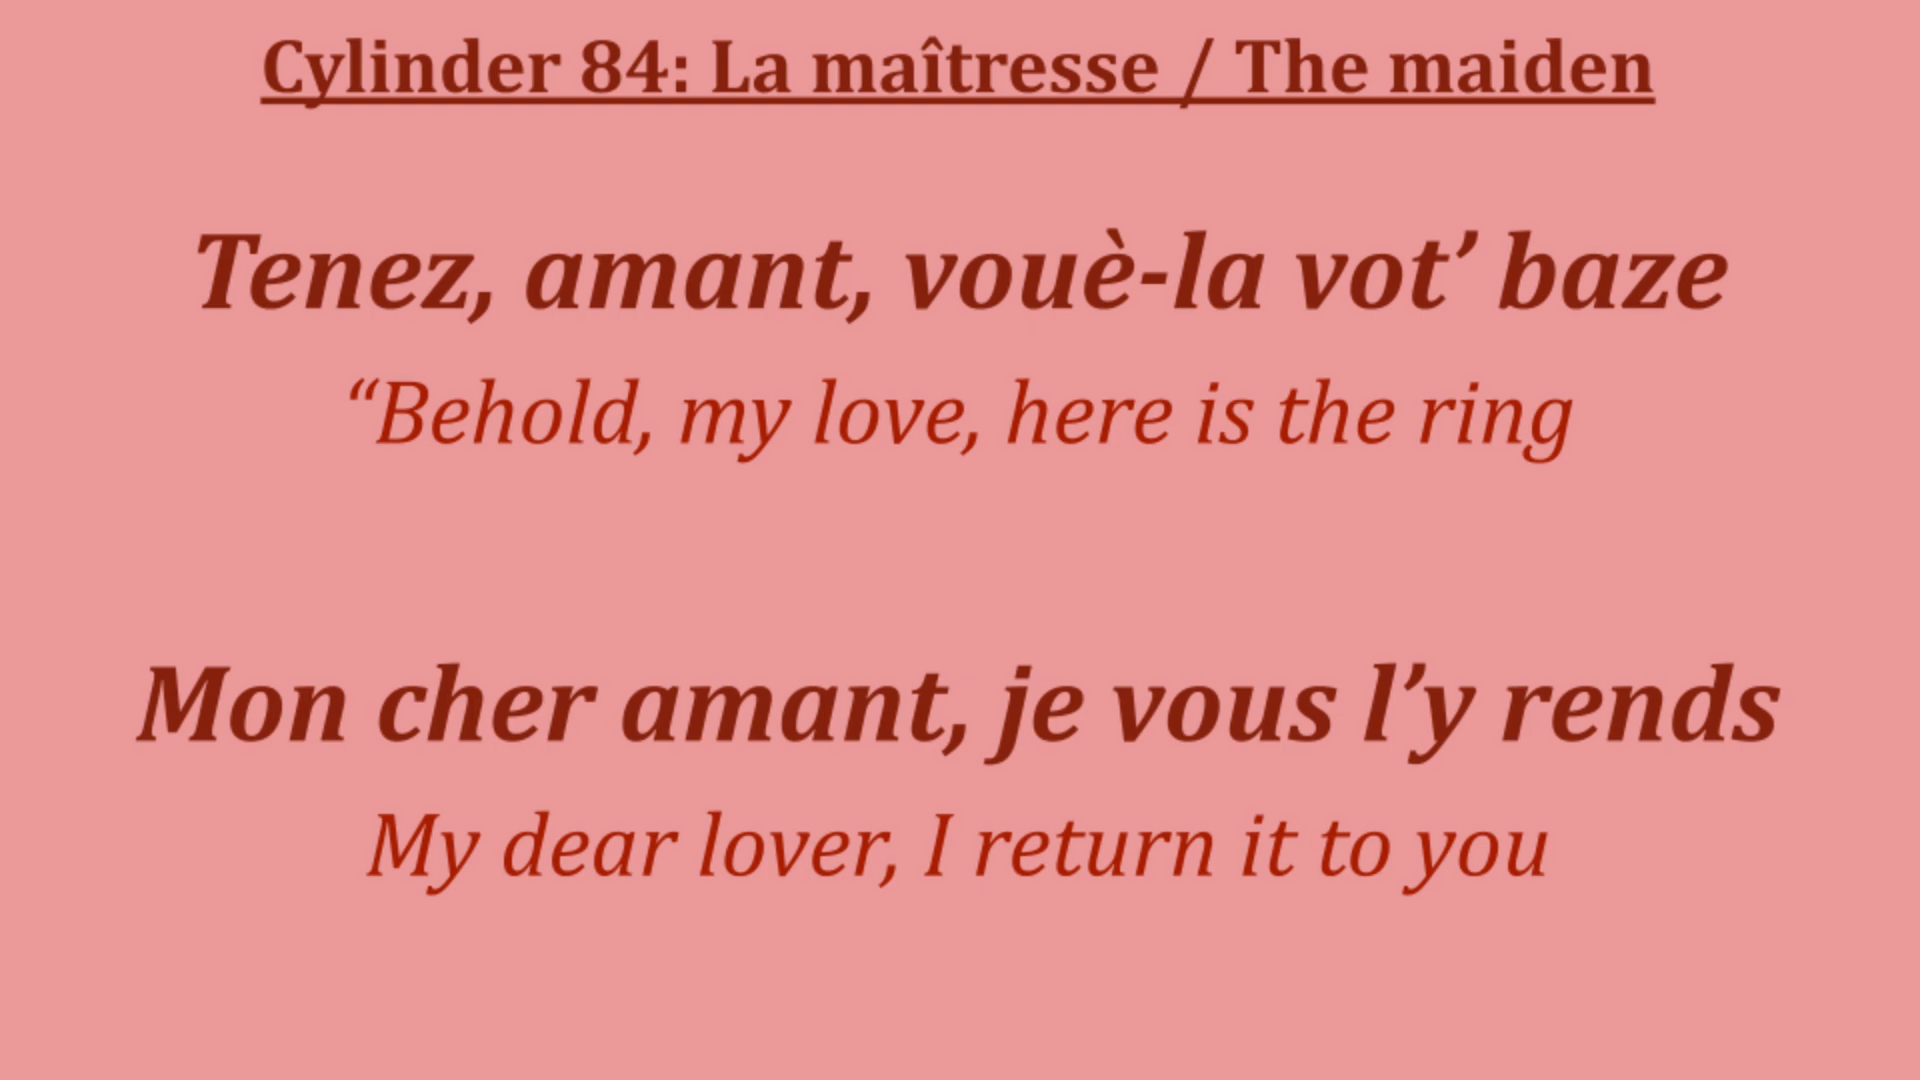 Cylinder 84: La maîtresse / The maiden
Tenez, amant, vouè-la vot’ baze
“Behold, my love, here is the ring
Mon cher amant, je vous l’y rends
My dear lover, I return it to you